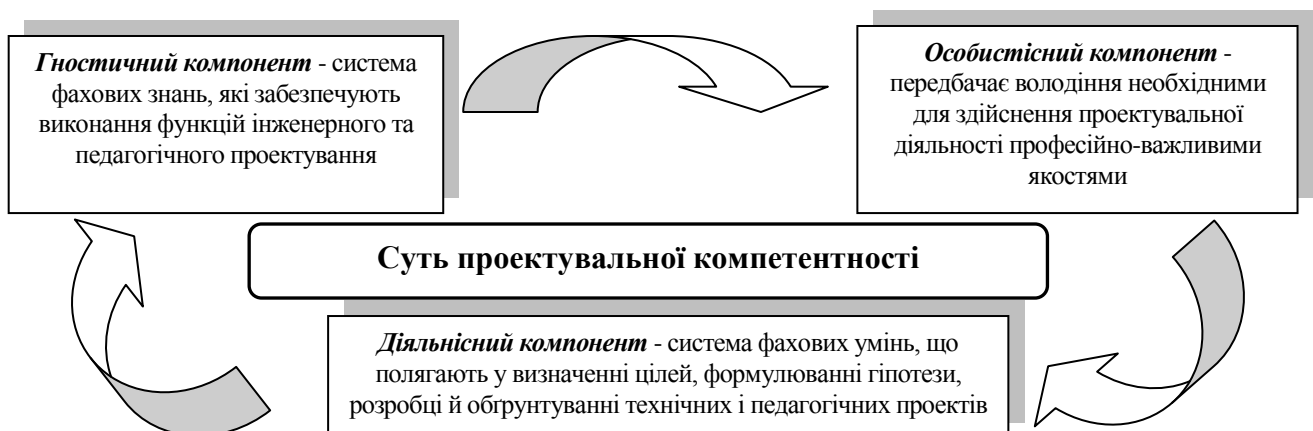 Гностичний компонент - система
фахових знань, які забезпечують
виконання функцій інженерного та
педагогічного проектування
Особистісний компонент -
передбачає володіння необхідними
для здійснення проектувальної
діяльності професійно-важливими
якостями
Суть проектувальної компетентності
Діяльнісний компонент - система фахових умінь, що
полягають у визначенні цілей, формулюванні гіпотези,
розробці й обґрунтуванні технічних і педагогічних проектів